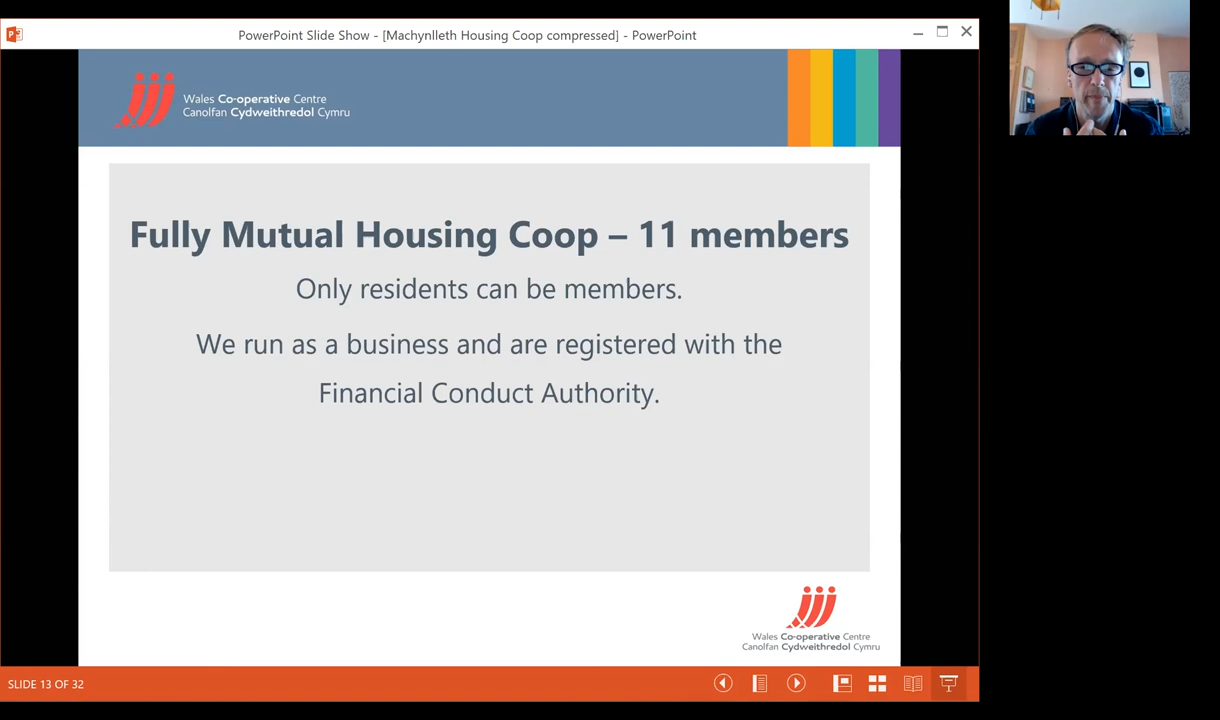 PowerPoint Slide Show - [Machynlleth Housing Coop compressed] - PowerPoint
Wales Co-operative Centre
Canolfan Cydweithredol Cymru
Fully Mutual Housing Coop – 11 members
Only residents can be members.
We run as a business and are registered with the
Financial Conduct Authority.
Wales Co-operative Centre
Canolfan Cydweithredol Cymru
SLIDE 13 OF 32